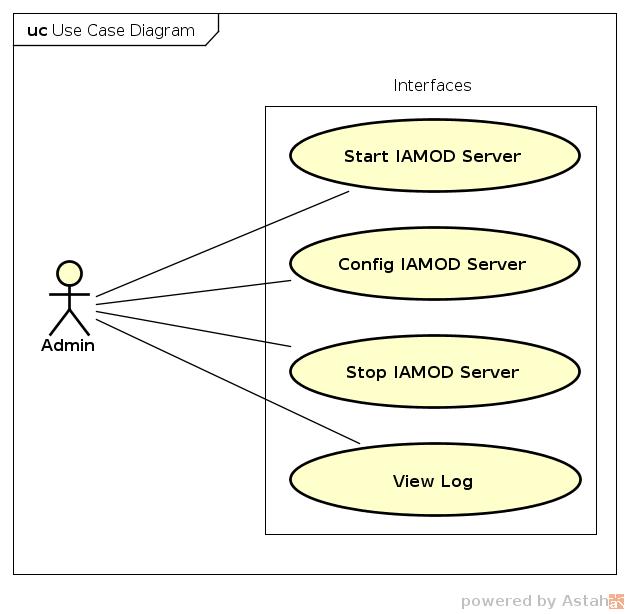 uc Use Case Diagram
Interfaces
Start IAMOD Server
Config IAMOD Server
Stop IAMOD Server
Admin
View Log
powered by Astah